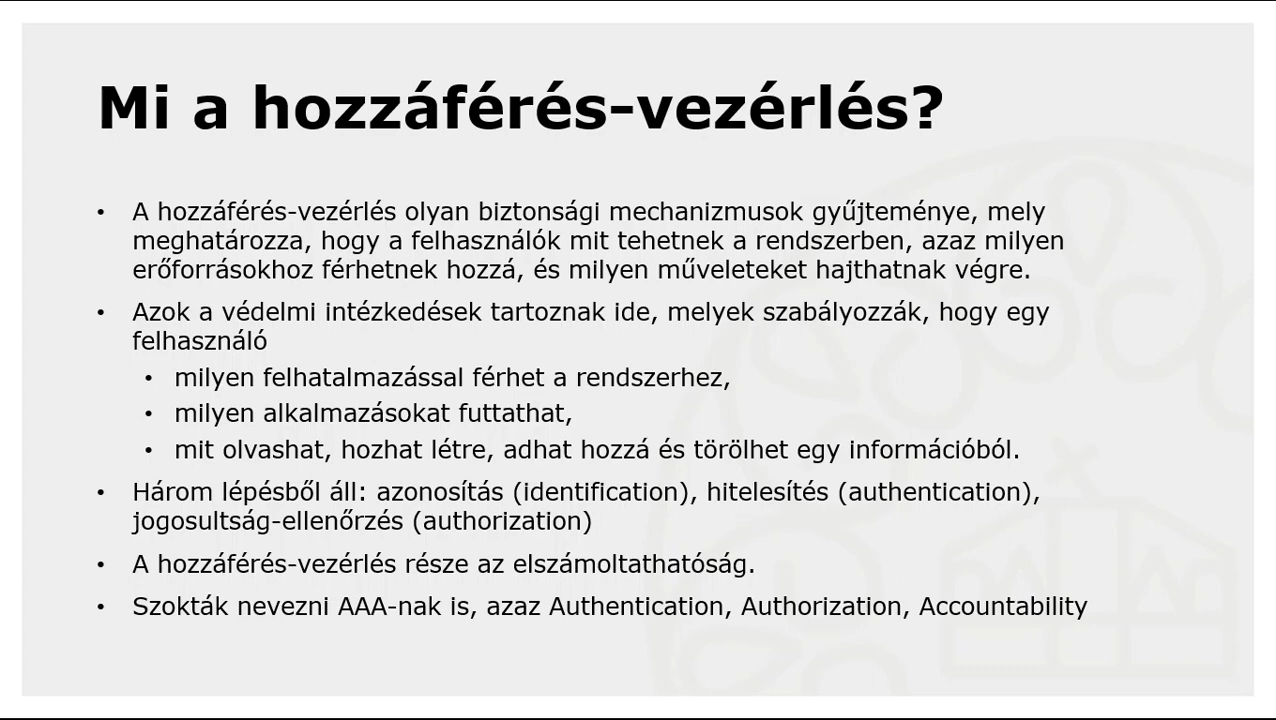 Mi a hozzáférés-vezérlés?
• A hozzáférés-vezérlés olyan biztonsági mechanizmusok gyűjteménye, mely
meghatározza, hogy a felhasználók mit tehetnek a rendszerben, azaz milyen
erőforrásokhoz férhetnek hozzá, és milyen műveleteket hajthatnak végre.
• Azok a védelmi intézkedések tartoznak ide, melyek szabályozzák, hogy egy
felhasználó
• milyen felhatalmazással férhet a rendszerhez,
• milyen alkalmazásokat futtathat,
• mit olvashat, hozhat létre, adhat hozzá és törölhet egy információból.
• Három lépésből áll: azonosítás (identification), hitelesítés (authentication),
jogosultság-ellenőrzés (authorization)
• A hozzáférés-vezérlés része az elszámoltathatóság.
• Szokták nevezni AAA-nak is, azaz Authentication, Authorization, Accountability